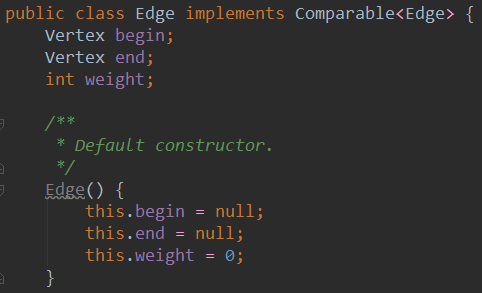 public class Edge implements Comparable<Edge> {
    Vertex begin;
    Vertex end;
    int weight;

    /**
     * Default constructor.
     */
    Edge() {
        this.begin = null;
        this.end = null;
        this.weight = 0;
    }